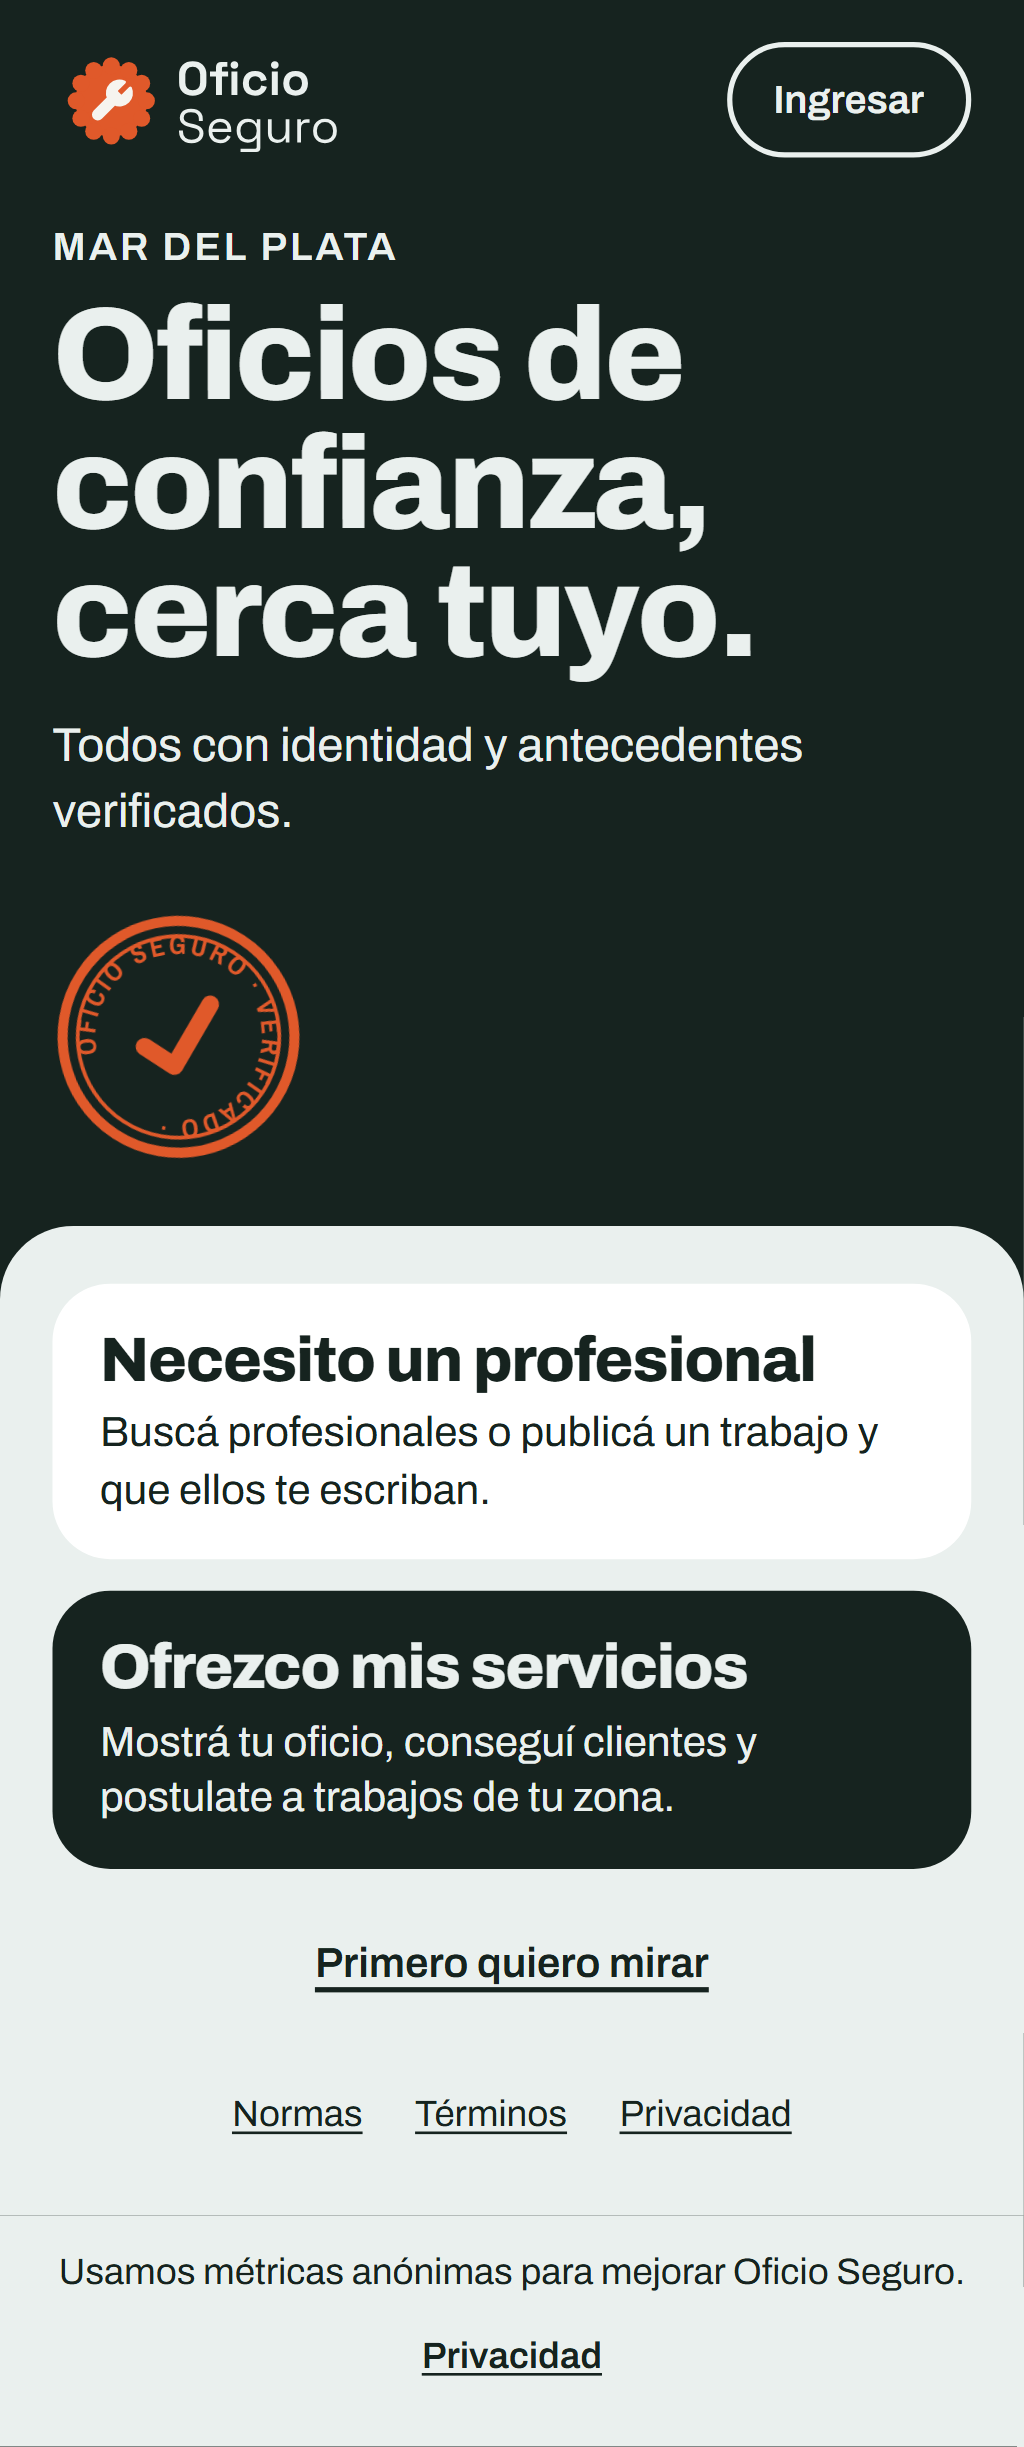 Oficio
Seguro
Ingresar
MAR DEL PLATA
Oficios de
confianza,
cerca tuyo.
Todos con identidad y antecedentes
verificados.
OFICIO SEGURO · VERIFICADO ·
Necesito un profesional
Buscá profesionales o publicá un trabajo y
que ellos te escriban.
Ofrezco mis servicios
Mostrá tu oficio, conseguí clientes y
postulate a trabajos de tu zona.
Primero quiero mirar
Normas Términos Privacidad
Usamos métricas anónimas para mejorar Oficio Seguro.
Privacidad